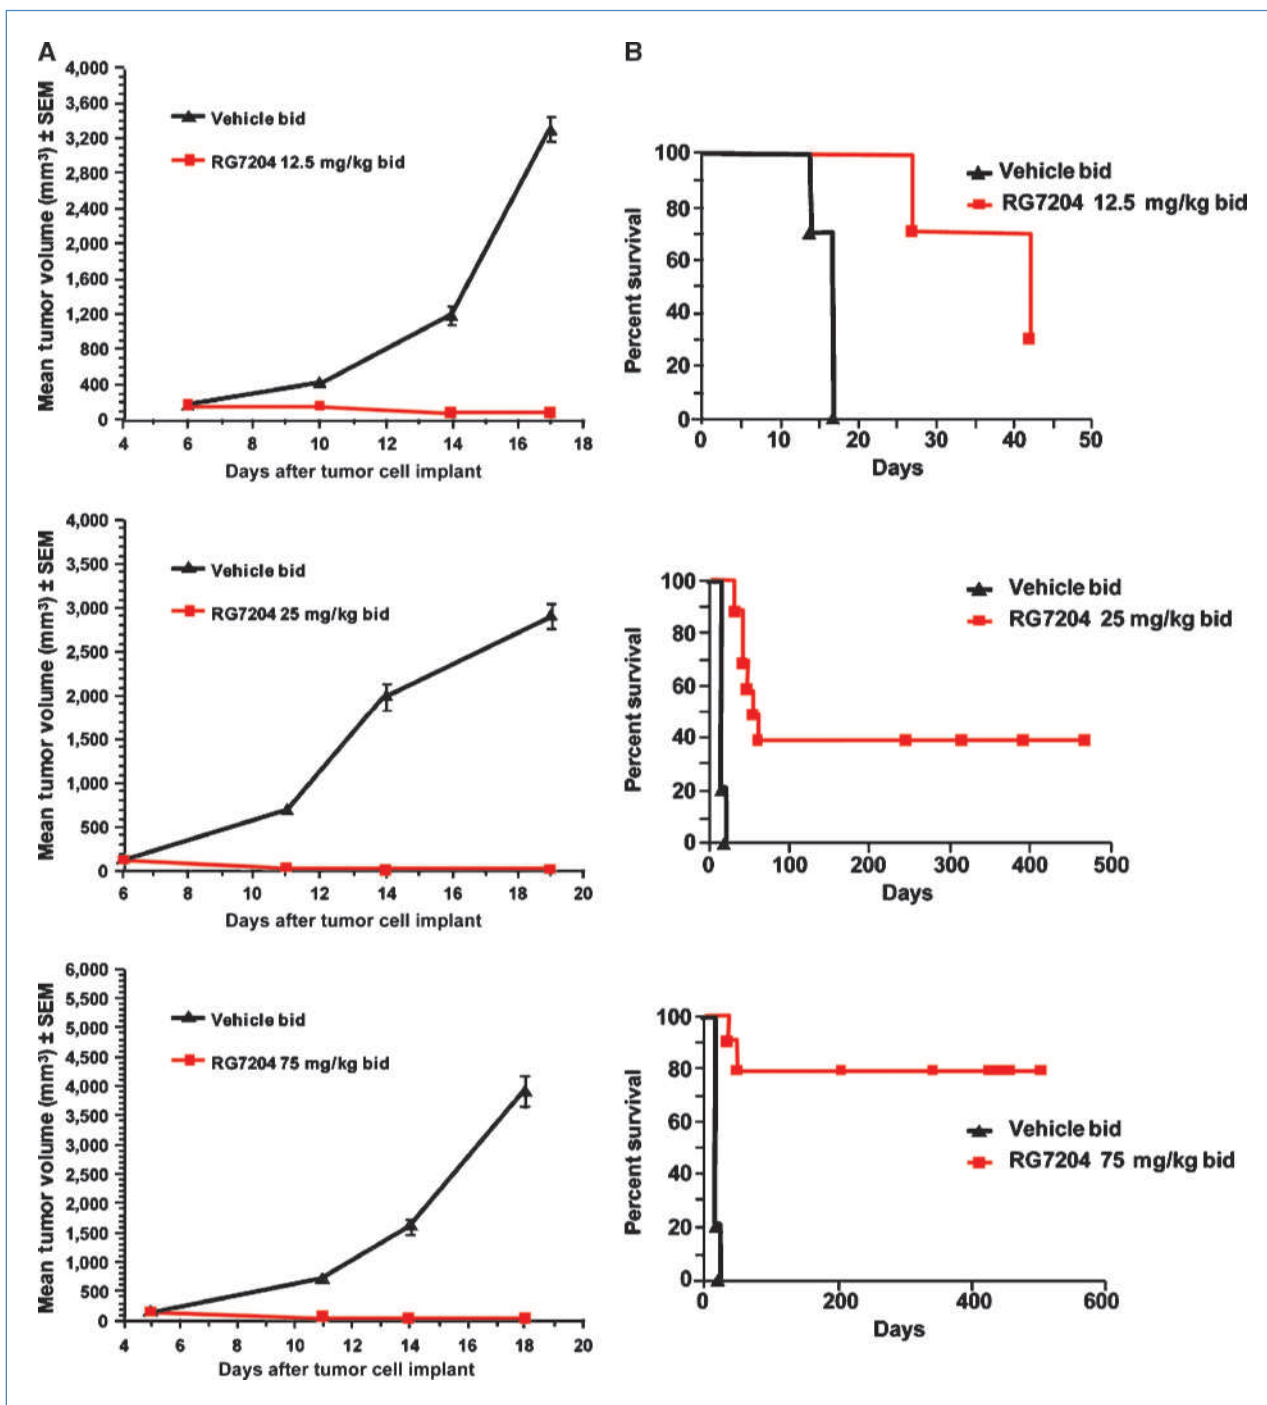 A
4,000
3,600
3,200
2,800
2,400
2,000
1,600
1,200
800
400
0
Mean tumor volume (mm³) ± SEM
Vehicle bid
RG7204 12.5 mg/kg bid
4 6 8 10 12 14 16 18
Days after tumor cell implant
B
100
80
60
40
20
0
Percent survival
Vehicle bid
RG7204 12.5 mg/kg bid
0 10 20 30 40 50
Days
4,000
3,500
3,000
2,500
2,000
1,500
1,000
500
0
Mean tumor volume (mm³) ± SEM
Vehicle bid
RG7204 25 mg/kg bid
6 8 10 12 14 16 18 20
Days after tumor cell implant
100
80
60
40
20
0
Percent survival
Vehicle bid
RG7204 25 mg/kg bid
0 100 200 300 400 500
Days
6,000
5,500
5,000
4,500
4,000
3,500
3,000
2,500
2,000
1,500
1,000
500
0
Mean tumor volume (mm³) ± SEM
Vehicle bid
RG7204 75 mg/kg bid
4 6 8 10 12 14 16 18 20
Days after tumor cell implant
100
80
60
40
20
0
Percent survival
Vehicle bid
RG7204 75 mg/kg bid
0 200 400 600
Days